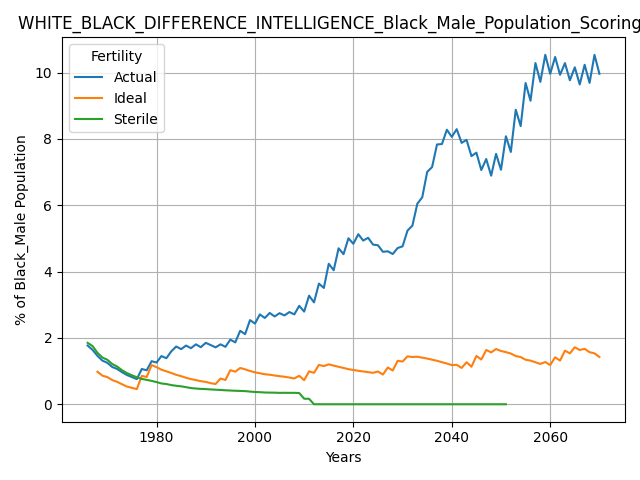 WHITE_BLACK_DIFFERENCE_INTELLIGENCE_Black_Male_Population_Scoring
Fertility
Actual
Ideal
Sterile
% of Black_Male Population
10
8
6
4
2
0
1980 2000 2020 2040 2060
Years